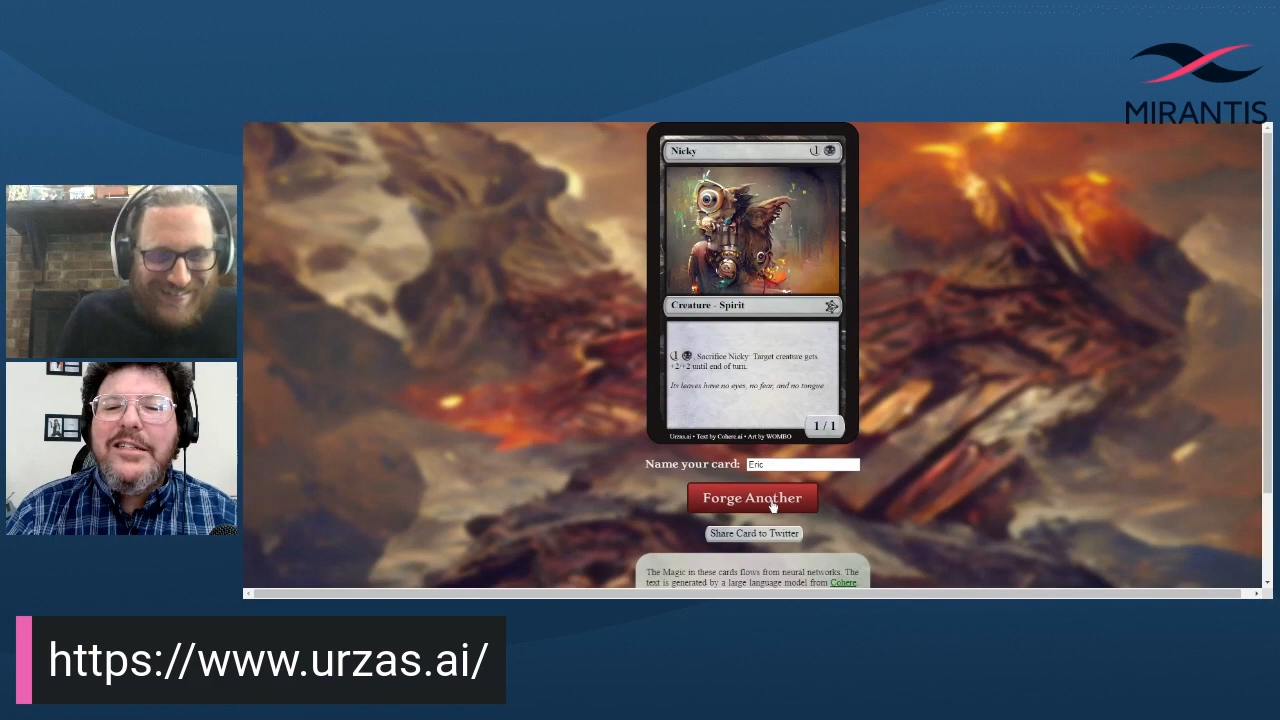 MIRANTIS
Nicky 1
Creature - Spirit
1 , Sacrifice Nicky: Target creature gets
+2/+2 until end of turn.
Its leaves have no eyes, no fear, and no tongue
1 / 1
Urzas.ai • Text by Cohere.ai • Art by WOMBO
Name your card: Eric
Forge Another
Share Card to Twitter
The Magic in these cards flows from neural networks. The
text is generated by a large language model from Cohere.
https://www.urzas.ai/